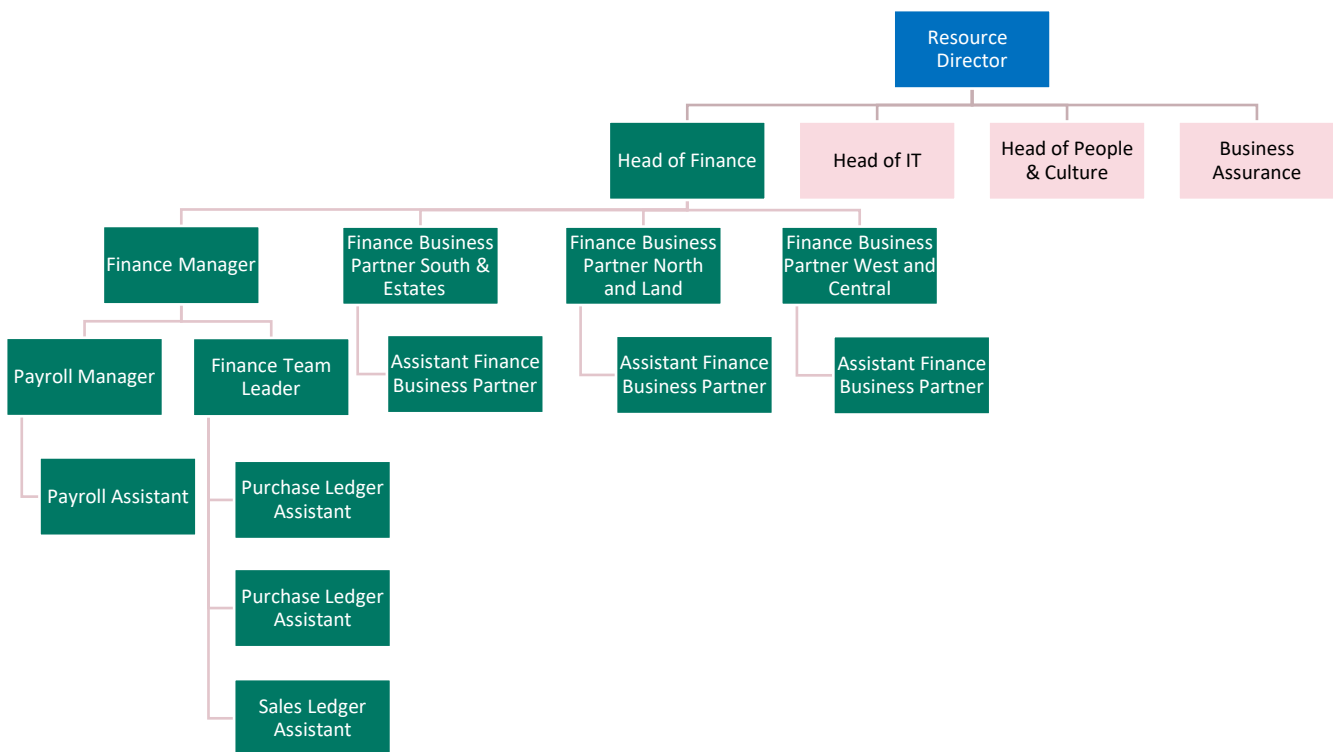 Resource
Director
Head of Finance
Head of IT
Head of People
& Culture
Business
Assurance
Finance Manager
Finance Business
Partner South &
Estates
Finance Business
Partner North
and Land
Finance Business
Partner West and
Central
Payroll Manager
Finance Team
Leader
Assistant Finance
Business Partner
Assistant Finance
Business Partner
Assistant Finance
Business Partner
Payroll Assistant
Purchase Ledger
Assistant
Purchase Ledger
Assistant
Sales Ledger
Assistant